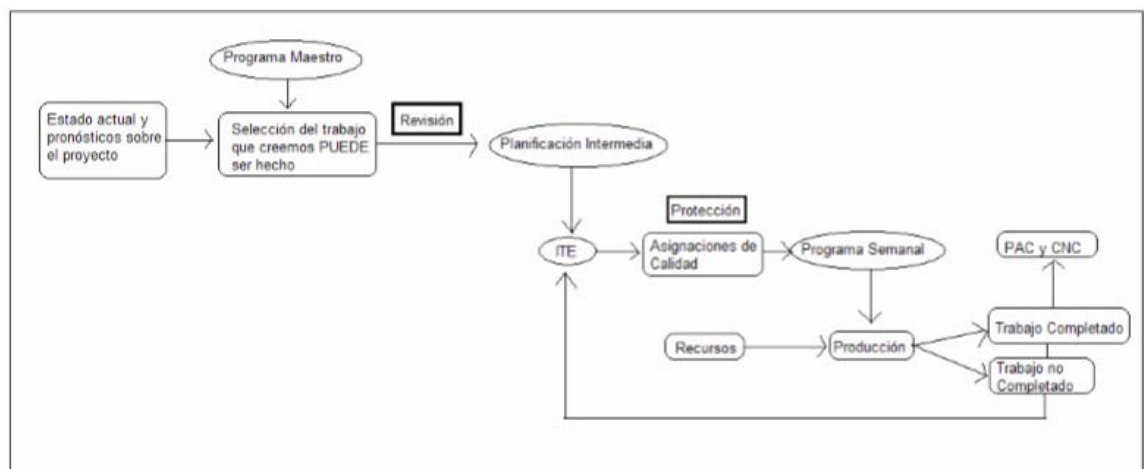 Programa Maestro
Estado actual y
pronósticos sobre
el proyecto
Selección del trabajo
que creemos PUEDE
ser hecho
Revisión
Planificación Intermedia
Protección
ITE
Asignaciones de
Calidad
Programa Semanal
PAC y CNC
Recursos
Producción
Trabajo Completado
Trabajo no
Completado